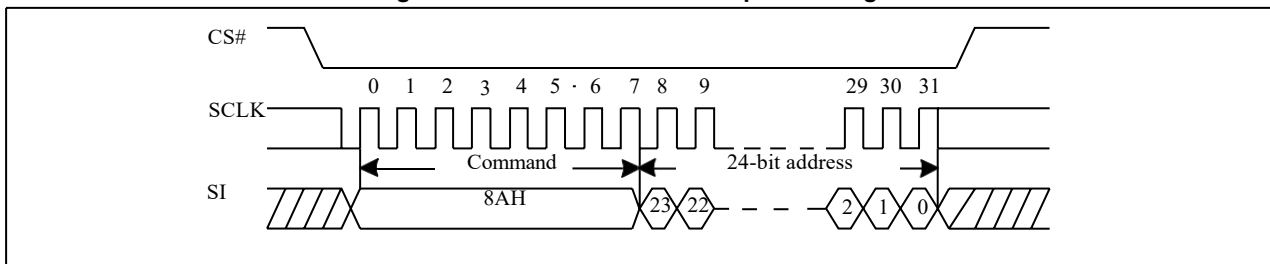 CS#
0 1 2 3 4 5 · 6 7 8 9 29 30 31
SCLK
Command 24-bit address
SI 8AH
23 22 2 1 0